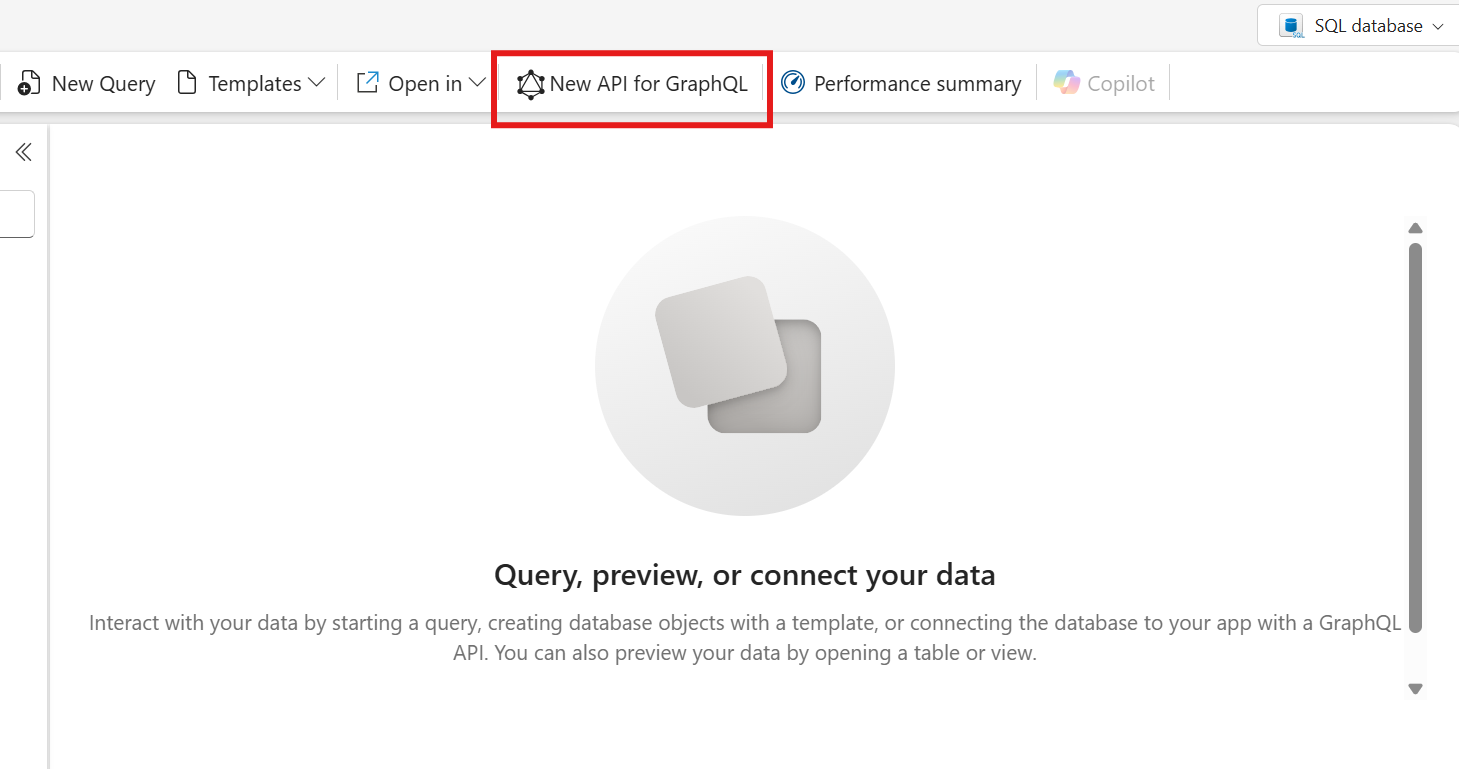 SQL database
New Query Templates Open in New API for GraphQL Performance summary Copilot
Query, preview, or connect your data
Interact with your data by starting a query, creating database objects with a template, or connecting the database to your app with a GraphQL
API. You can also preview your data by opening a table or view.